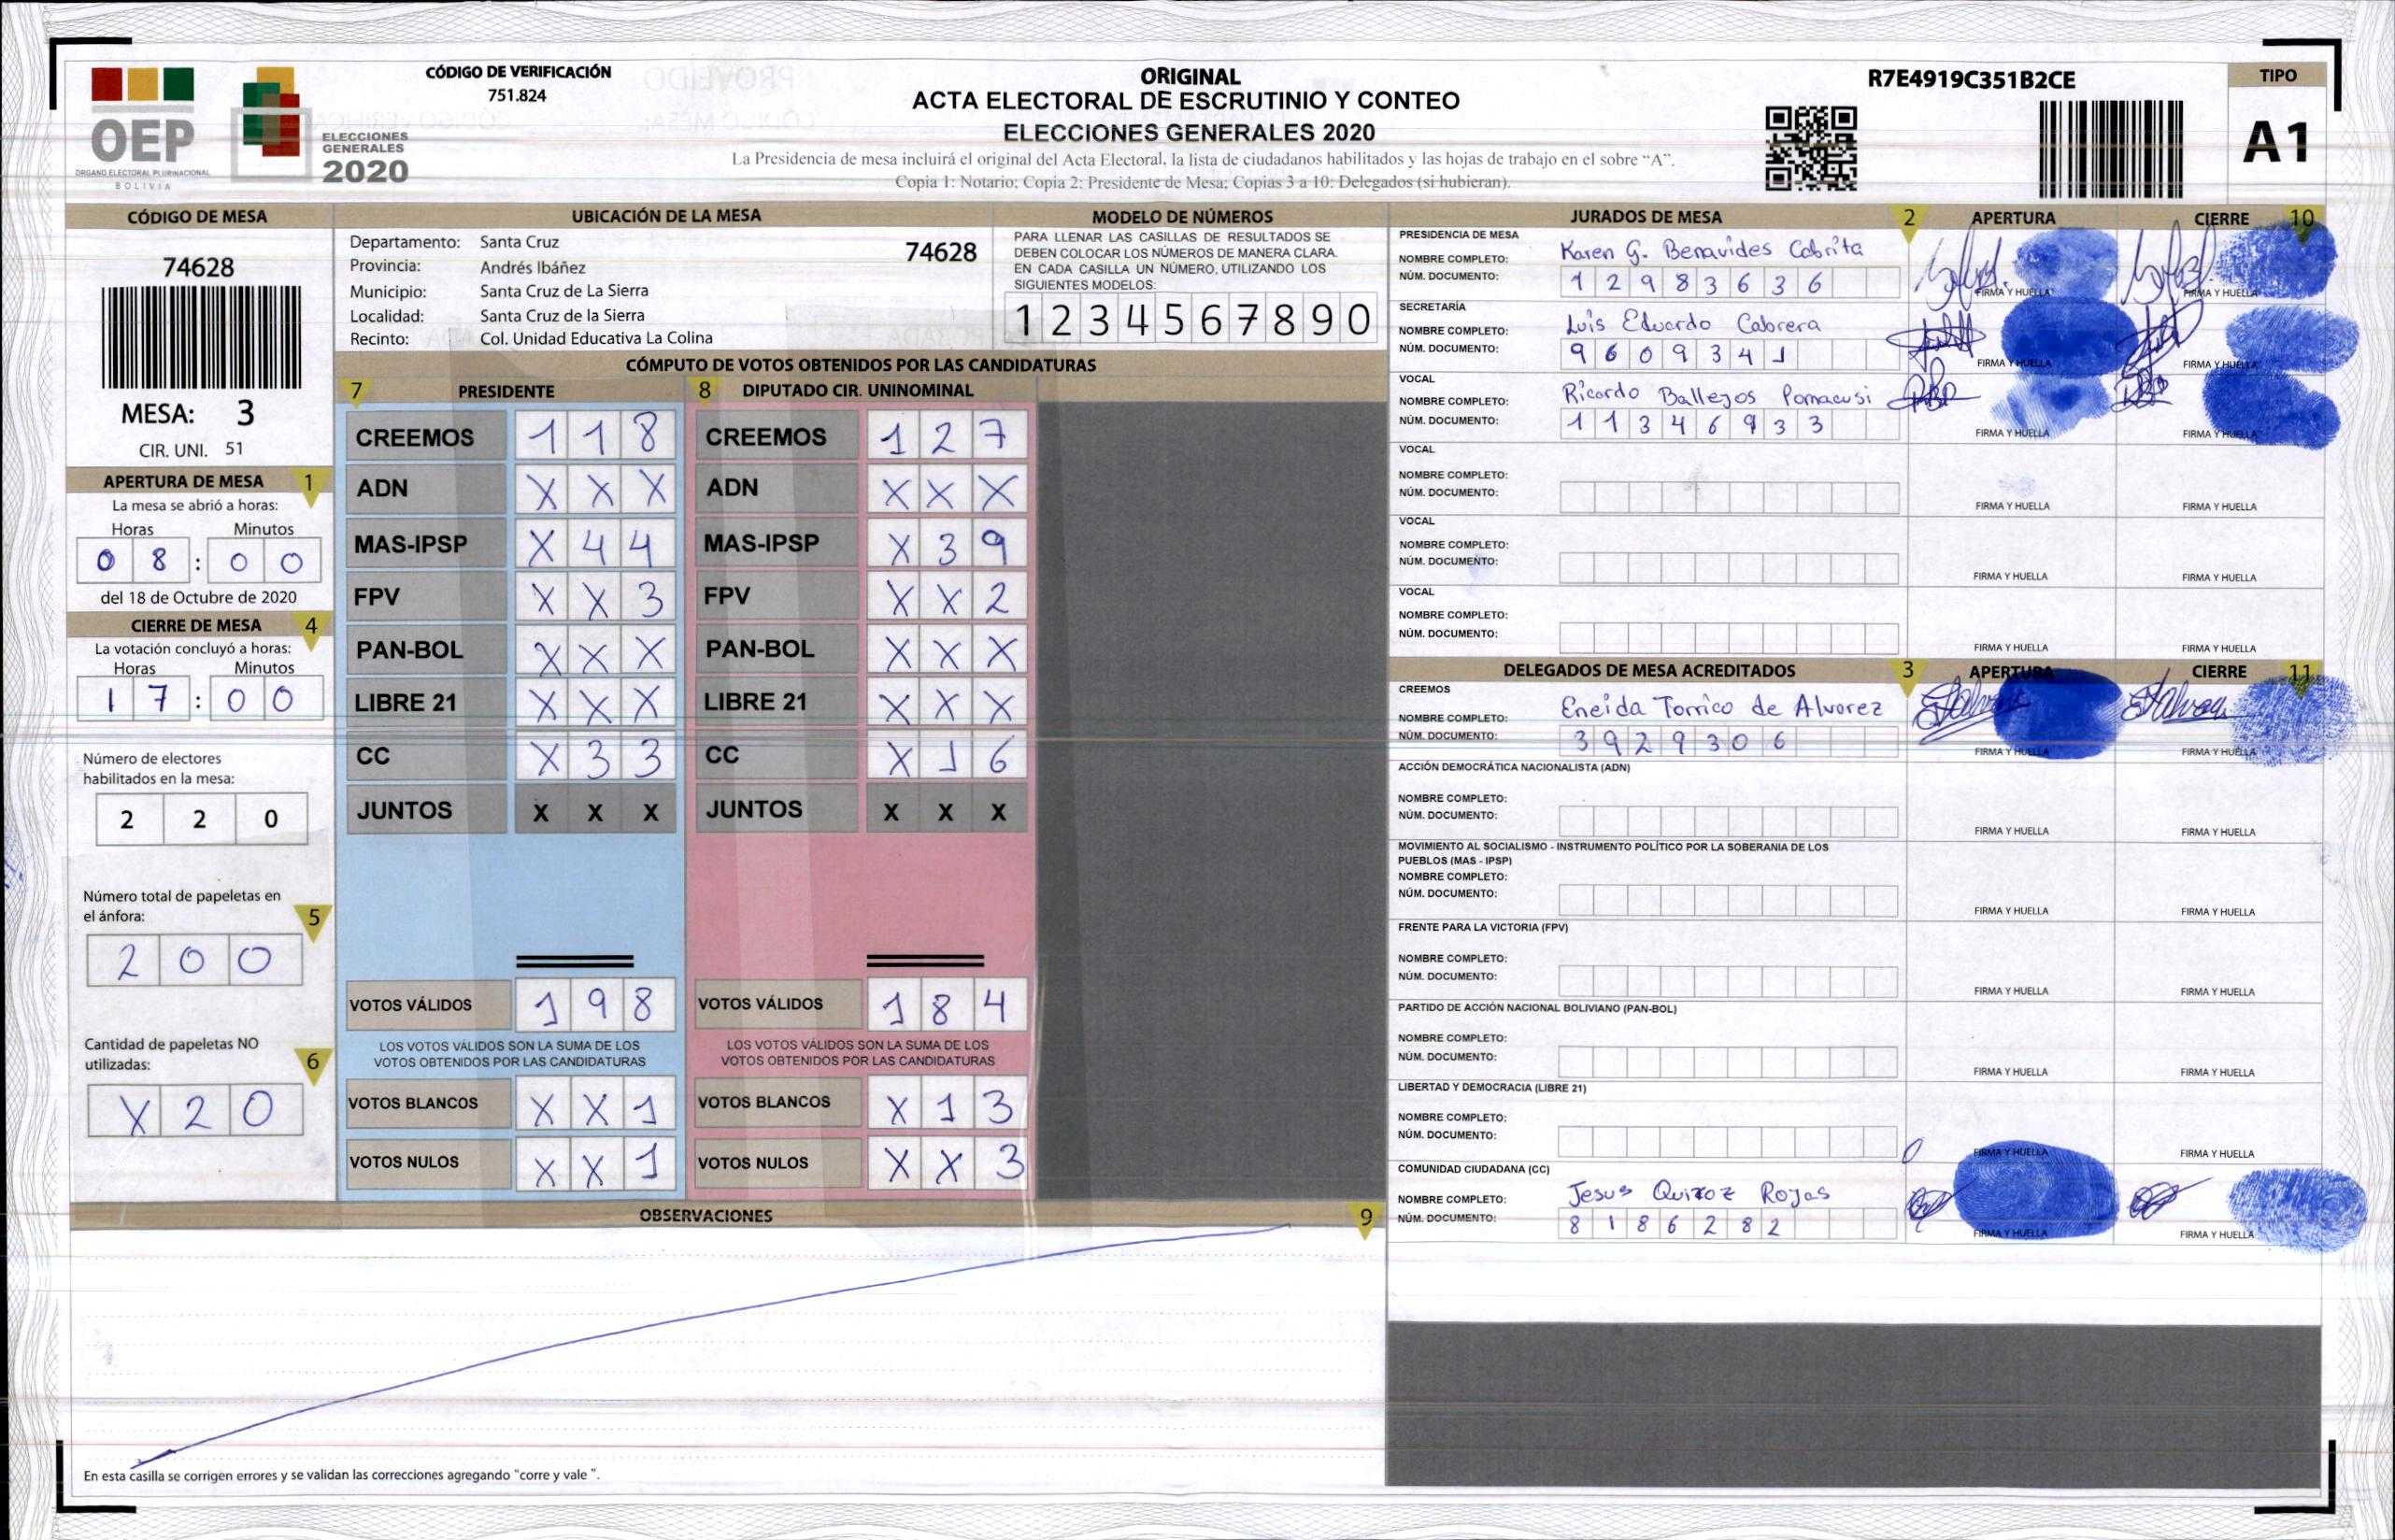 OEP
ÓRGANO ELECTORAL PLURINACIONAL
BOLIVIA
ELECCIONES
GENERALES
2020
CÓDIGO DE VERIFICACIÓN
751.824
ORIGINAL
ACTA ELECTORAL DE ESCRUTINIO Y CONTEO
ELECCIONES GENERALES 2020
La Presidencia de mesa incluirá el original del Acta Electoral, la lista de ciudadanos habilitados y las hojas de trabajo en el sobre “A”.
Copia 1: Notario; Copia 2: Presidente de Mesa; Copias 3 a 10: Delegados (si hubieran).
R7E4919C351B2CE
TIPO
A1
CÓDIGO DE MESA
74628
MESA: 3
CIR. UNI. 51
APERTURA DE MESA 1
La mesa se abrió a horas:
Horas Minutos
0 8 : 0 0
del 18 de Octubre de 2020
CIERRE DE MESA 4
La votación concluyó a horas:
Horas Minutos
1 7 : 0 0
Número de electores
habilitados en la mesa:
2 2 0
Número total de papeletas en
el ánfora: 5
2 0 0
Cantidad de papeletas NO
utilizadas: 6
X 2 0
UBICACIÓN DE LA MESA
Departamento: Santa Cruz 74628
Provincia: Andrés Ibáñez
Municipio: Santa Cruz de La Sierra
Localidad: Santa Cruz de la Sierra
Recinto: Col. Unidad Educativa La Colina
MODELO DE NÚMEROS
PARA LLENAR LAS CASILLAS DE RESULTADOS SE
DEBEN COLOCAR LOS NÚMEROS DE MANERA CLARA.
EN CADA CASILLA UN NÚMERO, UTILIZANDO LOS
SIGUIENTES MODELOS:
1 2 3 4 5 6 7 8 9 0
CÓMPUTO DE VOTOS OBTENIDOS POR LAS CANDIDATURAS
7 PRESIDENTE
CREEMOS 1 1 8
ADN X X X
MAS-IPSP X 4 4
FPV X X 3
PAN-BOL X X X
LIBRE 21 X X X
CC X 3 3
JUNTOS X X X
VOTOS VÁLIDOS 1 9 8
LOS VOTOS VÁLIDOS SON LA SUMA DE LOS
VOTOS OBTENIDOS POR LAS CANDIDATURAS
VOTOS BLANCOS X X 1
VOTOS NULOS X X 1
8 DIPUTADO CIR. UNINOMINAL
CREEMOS 1 2 7
ADN X X X
MAS-IPSP X 3 9
FPV X X 2
PAN-BOL X X X
LIBRE 21 X X X
CC X 1 6
JUNTOS X X X
VOTOS VÁLIDOS 1 8 4
LOS VOTOS VÁLIDOS SON LA SUMA DE LOS
VOTOS OBTENIDOS POR LAS CANDIDATURAS
VOTOS BLANCOS X 1 3
VOTOS NULOS X X 3
OBSERVACIONES 9
En esta casilla se corrigen errores y se validan las correcciones agregando "corre y vale ".
JURADOS DE MESA 2 APERTURA CIERRE 10
PRESIDENCIA DE MESA
NOMBRE COMPLETO: Karen G. Benavides Cabrita
NÚM. DOCUMENTO: 1 2 9 8 3 6 3 6
FIRMA Y HUELLA FIRMA Y HUELLA
SECRETARÍA
NOMBRE COMPLETO: Luis Eduardo Cabrera
NÚM. DOCUMENTO: 9 6 0 9 3 4 1
FIRMA Y HUELLA FIRMA Y HUELLA
VOCAL
NOMBRE COMPLETO: Ricardo Ballejos Pomacusi
NÚM. DOCUMENTO: 1 1 3 4 6 9 3 3
FIRMA Y HUELLA FIRMA Y HUELLA
VOCAL
NOMBRE COMPLETO:
NÚM. DOCUMENTO:
FIRMA Y HUELLA FIRMA Y HUELLA
VOCAL
NOMBRE COMPLETO:
NÚM. DOCUMENTO:
FIRMA Y HUELLA FIRMA Y HUELLA
VOCAL
NOMBRE COMPLETO:
NÚM. DOCUMENTO:
FIRMA Y HUELLA FIRMA Y HUELLA
DELEGADOS DE MESA ACREDITADOS 3 APERTURA CIERRE 11
CREEMOS
NOMBRE COMPLETO: Eneida Torrico de Alvarez
NÚM. DOCUMENTO: 3 9 2 9 3 0 6
FIRMA Y HUELLA FIRMA Y HUELLA
ACCIÓN DEMOCRÁTICA NACIONALISTA (ADN)
NOMBRE COMPLETO:
NÚM. DOCUMENTO:
FIRMA Y HUELLA FIRMA Y HUELLA
MOVIMIENTO AL SOCIALISMO - INSTRUMENTO POLÍTICO POR LA SOBERANIA DE LOS
PUEBLOS (MAS - IPSP)
NOMBRE COMPLETO:
NÚM. DOCUMENTO:
FIRMA Y HUELLA FIRMA Y HUELLA
FRENTE PARA LA VICTORIA (FPV)
NOMBRE COMPLETO:
NÚM. DOCUMENTO:
FIRMA Y HUELLA FIRMA Y HUELLA
PARTIDO DE ACCIÓN NACIONAL BOLIVIANO (PAN-BOL)
NOMBRE COMPLETO:
NÚM. DOCUMENTO:
FIRMA Y HUELLA FIRMA Y HUELLA
LIBERTAD Y DEMOCRACIA (LIBRE 21)
NOMBRE COMPLETO:
NÚM. DOCUMENTO:
FIRMA Y HUELLA FIRMA Y HUELLA
COMUNIDAD CIUDADANA (CC)
NOMBRE COMPLETO: Jesus Quiroz Rojas
NÚM. DOCUMENTO: 8 1 8 6 2 8 2
FIRMA Y HUELLA FIRMA Y HUELLA